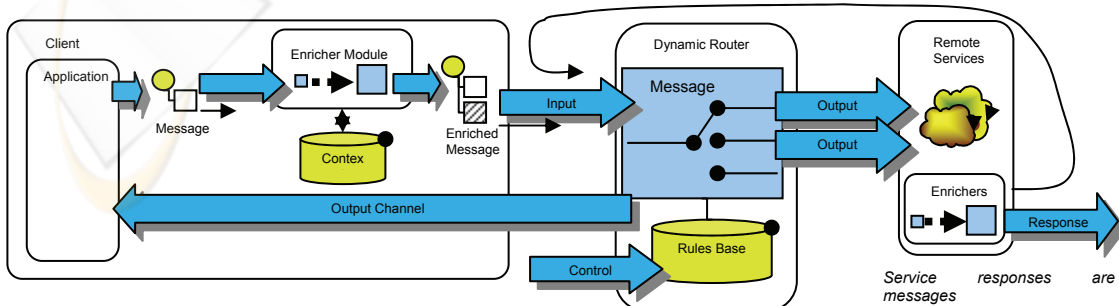 Client
Application
Message
Enricher Module
Contex
Enriched
Message
Output Channel
Input
Dynamic Router
Message
Output
Output
Rules Base
Control
Remote
Services
Enrichers
Response
Service responses are
messages